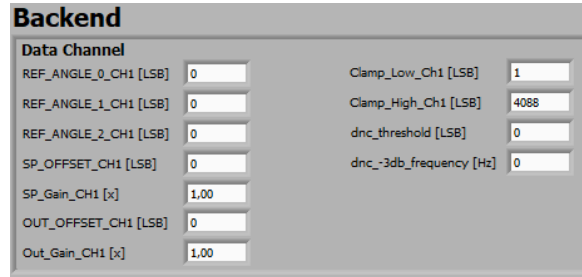 Backend
Data Channel
REF_ANGLE_0_CH1 [LSB] 0
REF_ANGLE_1_CH1 [LSB] 0
REF_ANGLE_2_CH1 [LSB] 0
SP_OFFSET_CH1 [LSB] 0
SP_Gain_CH1 [x] 1,00
OUT_OFFSET_CH1 [LSB] 0
Out_Gain_CH1 [x] 1,00
Clamp_Low_Ch1 [LSB] 1
Clamp_High_Ch1 [LSB] 4088
dnc_threshold [LSB] 0
dnc_-3db_frequency [Hz] 0